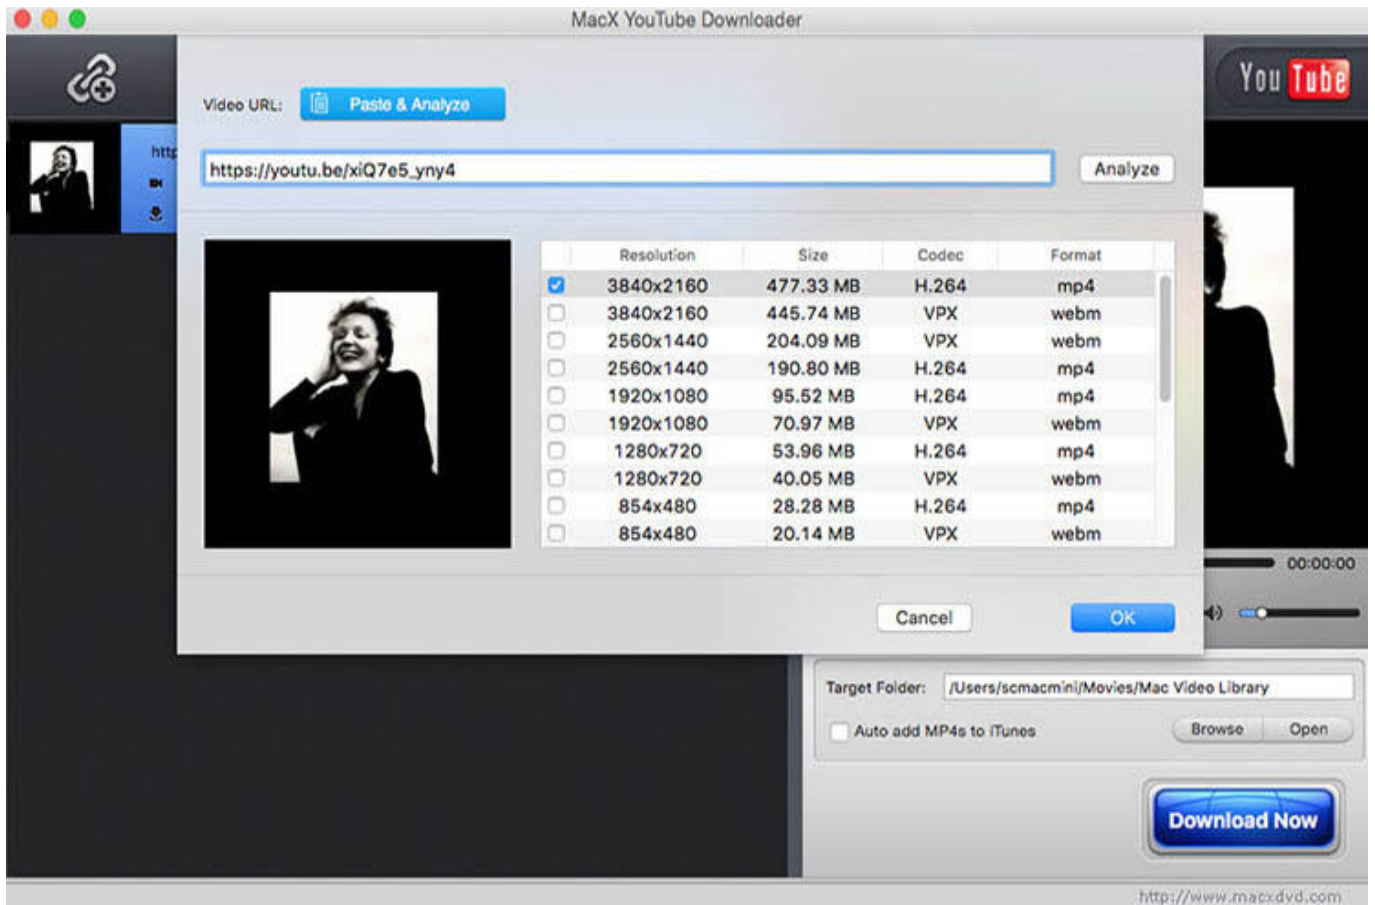 MacX YouTube Downloader
You Tube
Video URL: Paste & Analyze
http
https://youtu.be/xiQ7e5_yny4 Analyze
Resolution Size Codec Format
3840x2160 477.33 MB H.264 mp4
3840x2160 445.74 MB VPX webm
2560x1440 204.09 MB VPX webm
2560x1440 190.80 MB H.264 mp4
1920x1080 95.52 MB H.264 mp4
1920x1080 70.97 MB VPX webm
1280x720 53.96 MB H.264 mp4
1280x720 40.05 MB VPX webm
854x480 28.28 MB H.264 mp4
854x480 20.14 MB VPX webm
00:00:00
Cancel OK
Target Folder: /Users/scmacmini/Movies/Mac Video Library
Auto add MP4s to iTunes Browse Open
Download Now
http://www.macxdvd.com